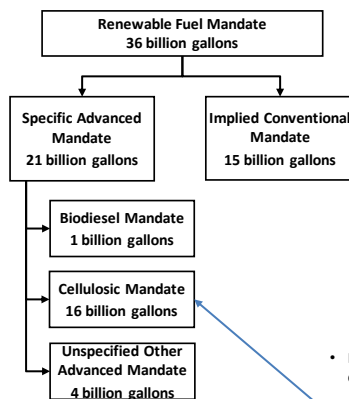 Renewable Fuel Mandate
36 billion gallons
Specific Advanced
Mandate
21 billion gallons
Implied Conventional
Mandate
15 billion gallons
Biodiesel Mandate
1 billion gallons
Cellulosic Mandate
16 billion gallons
Unspecified Other
Advanced Mandate
4 billion gallons
•